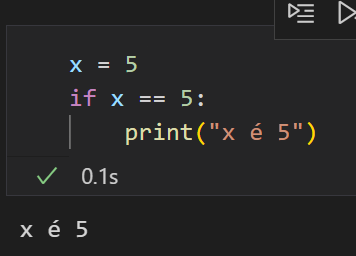 x = 5
if x == 5:
    print("x é 5")
0.1s
x é 5